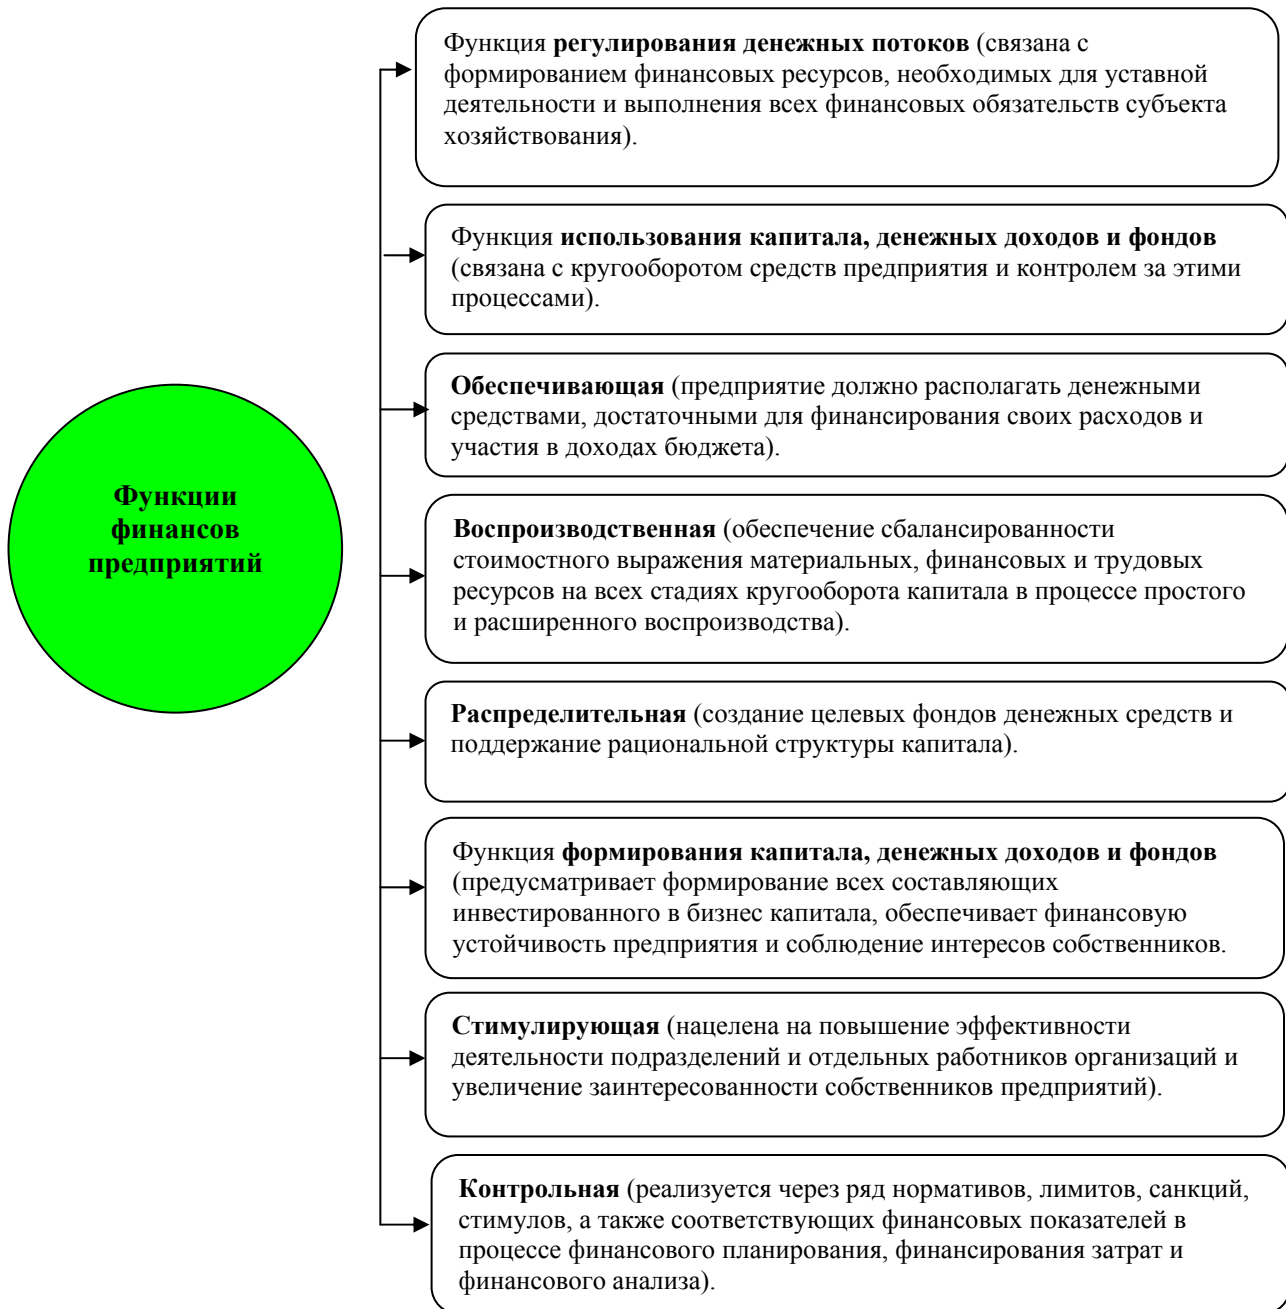 Функция регулирования денежных потоков (связана с
формированием финансовых ресурсов, необходимых для уставной
деятельности и выполнения всех финансовых обязательств субъекта
хозяйствования).
Функция использования капитала, денежных доходов и фондов
(связана с кругооборотом средств предприятия и контролем за этими
процессами).
Обеспечивающая (предприятие должно располагать денежными
средствами, достаточными для финансирования своих расходов и
участия в доходах бюджета).
Функции
финансов
предприятий
Воспроизводственная (обеспечение сбалансированности
стоимостного выражения материальных, финансовых и трудовых
ресурсов на всех стадиях кругооборота капитала в процессе простого
и расширенного воспроизводства).
Распределительная (создание целевых фондов денежных средств и
поддержание рациональной структуры капитала).
Функция формирования капитала, денежных доходов и фондов
(предусматривает формирование всех составляющих
инвестированного в бизнес капитала, обеспечивает финансовую
устойчивость предприятия и соблюдение интересов собственников.
Стимулирующая (нацелена на повышение эффективности
деятельности подразделений и отдельных работников организаций и
увеличение заинтересованности собственников предприятий).
Контрольная (реализуется через ряд нормативов, лимитов, санкций,
стимулов, а также соответствующих финансовых показателей в
процессе финансового планирования, финансирования затрат и
финансового анализа).